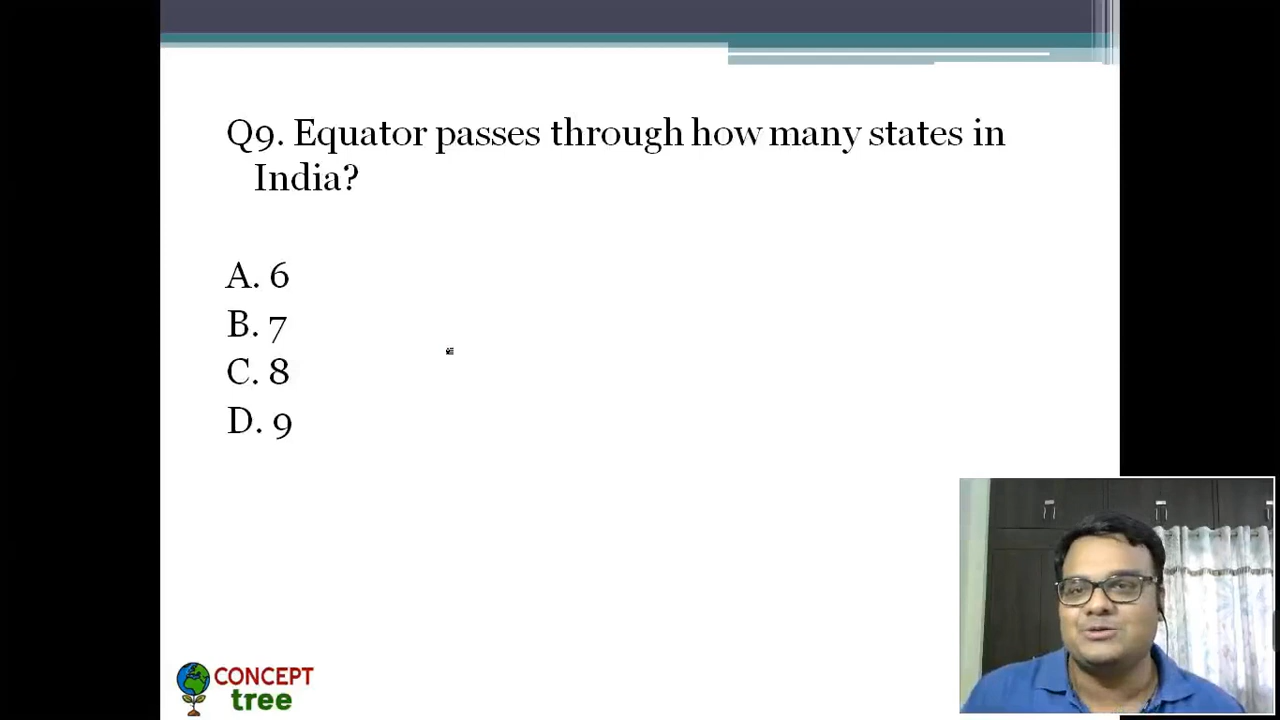 Q9. Equator passes through how many states in
India?
A. 6
B. 7
C. 8
D. 9
CONCEPT
tree